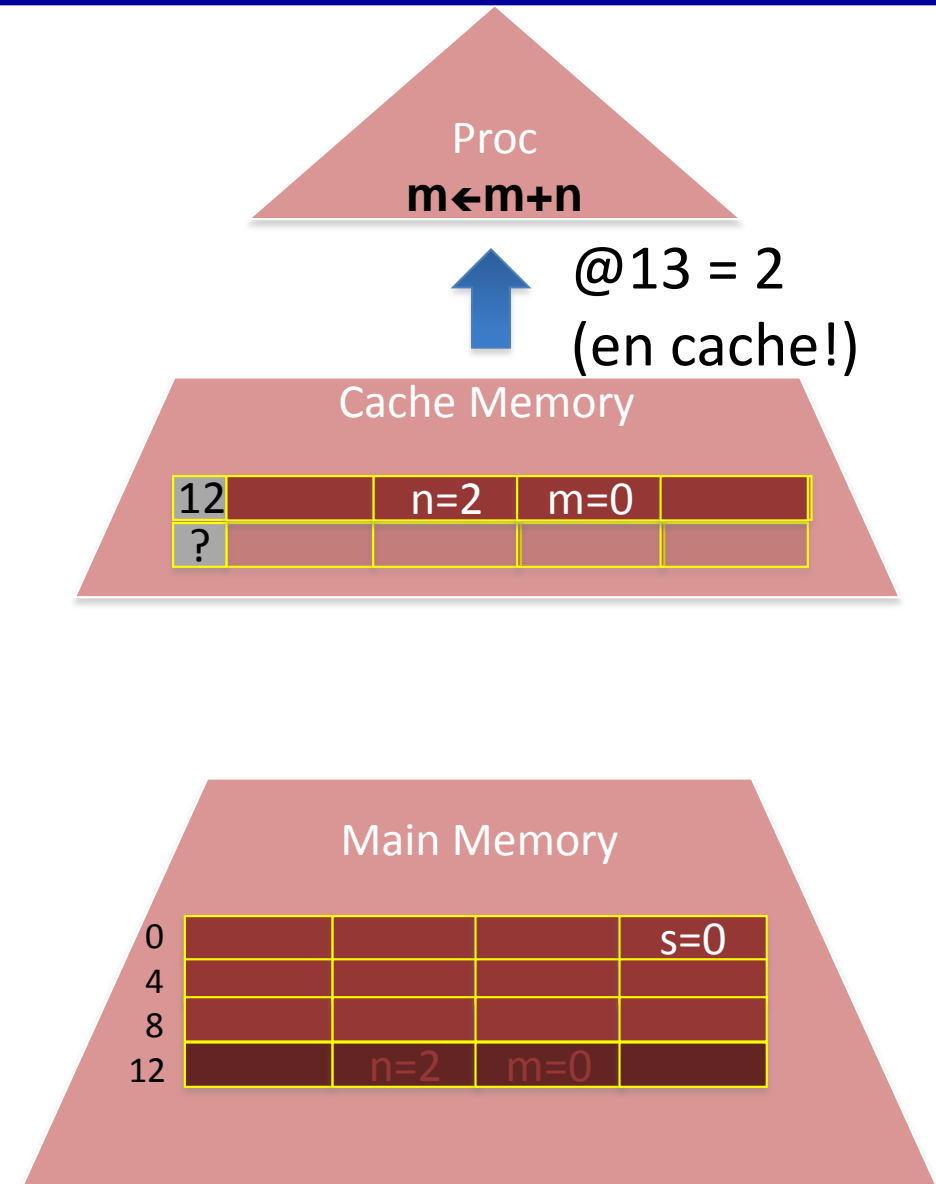 Proc
m←m+n
@13 = 2
(en cache!)
Cache Memory
12 n=2 m=0
?
Main Memory
0 s=0
4
8
12 n=2 m=0